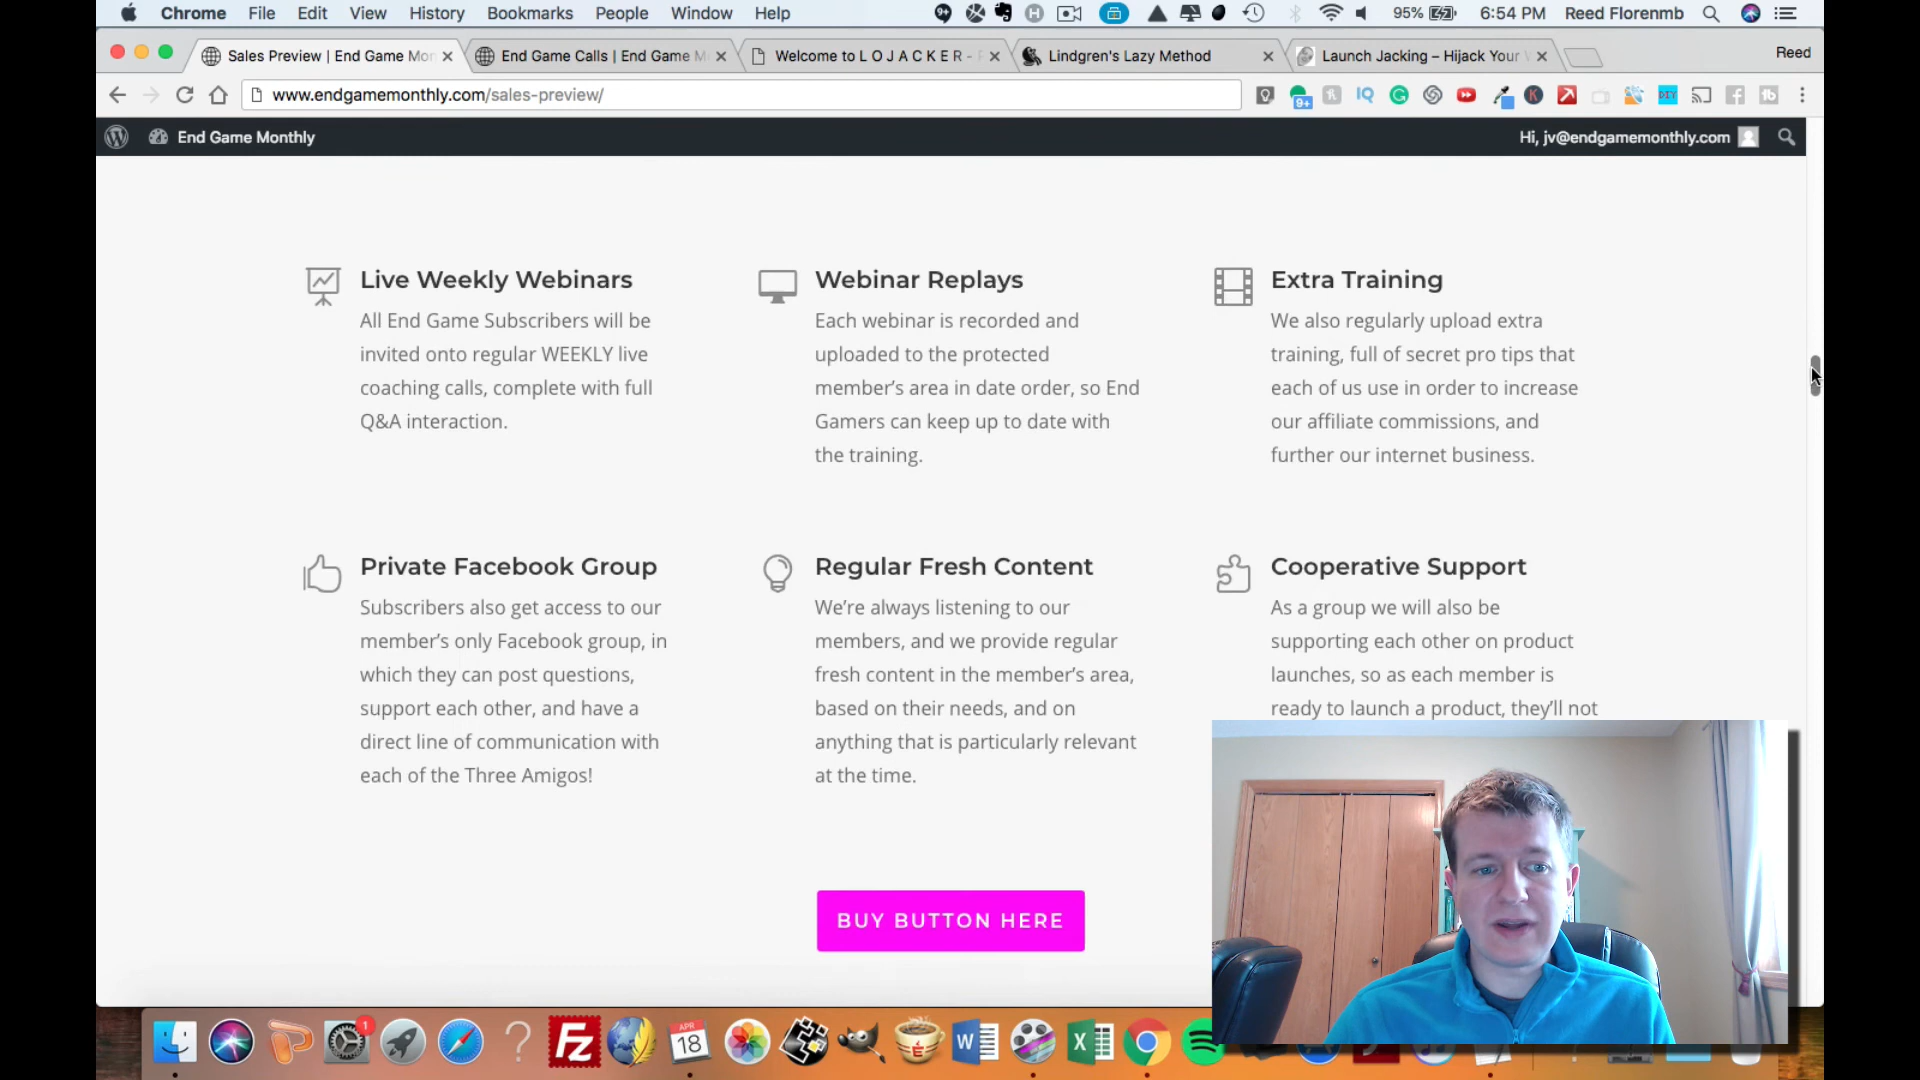 Chrome File Edit View History Bookmarks People Window Help
95% 6:54 PM Reed Florenmb
Sales Preview | End Game Mon
End Game Calls | End Game M
Welcome to L O J A C K E R -
Lindgren's Lazy Method
Launch Jacking – Hijack Your
Reed
www.endgamemonthly.com/sales-preview/
9+
IQ
DIY
End Game Monthly
Hi, jv@endgamemonthly.com
Live Weekly Webinars
All End Game Subscribers will be
invited onto regular WEEKLY live
coaching calls, complete with full
Q&A interaction.
Webinar Replays
Each webinar is recorded and
uploaded to the protected
member's area in date order, so End
Gamers can keep up to date with
the training.
Extra Training
We also regularly upload extra
training, full of secret pro tips that
each of us use in order to increase
our affiliate commissions, and
further our internet business.
Private Facebook Group
Subscribers also get access to our
member's only Facebook group, in
which they can post questions,
support each other, and have a
direct line of communication with
each of the Three Amigos!
Regular Fresh Content
We're always listening to our
members, and we provide regular
fresh content in the member's area,
based on their needs, and on
anything that is particularly relevant
at the time.
Cooperative Support
As a group we will also be
supporting each other on product
launches, so as each member is
ready to launch a product, they'll not
BUY BUTTON HERE
1
FZ
APR
18
W
X